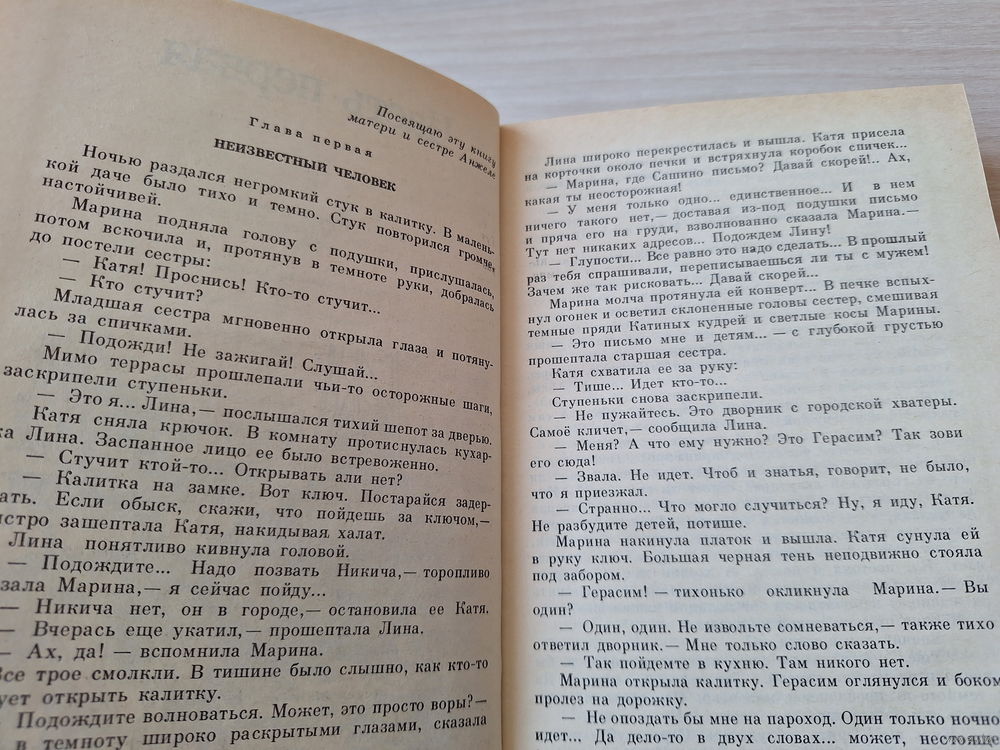 Посвящаю эту книгу
матери и сестре Анжеле
Глава первая
НЕИЗВЕСТНЫЙ ЧЕЛОВЕК
Ночью раздался негромкий стук в калитку. В малень-
кой даче было тихо и темно. Стук повторился громче,
настойчивей.
Марина подняла голову с подушки, прислушалась,
потом вскочила и, протянув в темноте руки, добралась
до постели сестры:
— Катя! Проснись! Кто-то стучит...
— Кто стучит?
Младшая сестра мгновенно открыла глаза и потяну-
лась за спичками.
— Подожди! Не зажигай! Слушай...
Мимо террасы прошлепали чьи-то осторожные шаги,
заскрипели ступеньки.
— Это я... Лина,— послышался тихий шепот за дверью.
Катя сняла крючок. В комнату протиснулась кухар-
ка Лина. Заспанное лицо ее было встревоженно.
— Стучит ктой-то... Открывать али нет?
— Калитка на замке. Вот ключ. Постарайся задер-
ать. Если обыск, скажи, что пойдешь за ключом,—
ыстро зашептала Катя, накидывая халат.
Лина понятливо кивнула головой.
— Подождите... Надо позвать Никича,— торопливо
зала Марина,— я сейчас пойду...
— Никича нет, он в городе,— остановила ее Катя.
— Вчерась еще укатил,— прошептала Лина.
— Ах, да! — вспомнила Марина.
Все трое смолкли. В тишине было слышно, как кто-то
ует открыть калитку.
Подождите волноваться. Может, это просто воры?—
в темноту широко раскрытыми глазами, сказала
Лина широко перекрестилась и вышла. Катя присела
на корточки около печки и встряхнула коробок спичек...
— Марина, где Сашино письмо? Давай скорей!.. Ах,
какая ты неосторожная!
— У меня только одно... единственное... И в нем
ничего такого нет,— доставая из-под подушки письмо
и пряча его на груди, взволнованно сказала Марина.—
Тут нет никаких адресов... Подождем Лину!
— Глупости... Все равно это надо сделать... В прошлый
раз тебя спрашивали, переписываешься ли ты с мужем!
Зачем же так рисковать... Давай скорей...
Марина молча протянула ей конверт... В печке вспых-
нул огонек и осветил склоненные головы сестер, смешивая
темные пряди Катиных кудрей и светлые косы Марины.
— Это письмо мне и детям... — с глубокой грустью
прошептала старшая сестра.
Катя схватила ее за руку:
— Тише... Идет кто-то...
Ступеньки снова заскрипели.
— Не пужайтесь. Это дворник с городской хватеры.
Самоё кличет,— сообщила Лина.
— Меня? А что ему нужно? Это Герасим? Так зови
его сюда!
— Звала. Не идет. Чтоб и знатья, говорит, не было,
что я приезжал.
— Странно... Что могло случиться? Ну, я иду, Катя.
Не разбудите детей, потише.
Марина накинула платок и вышла. Катя сунула ей
в руку ключ. Большая черная тень неподвижно стояла
под забором.
— Герасим! — тихонько окликнула Марина.— Вы
один?
— Один, один. Не извольте сомневаться,— также тихо
ответил дворник.— Мне только слово сказать.
— Так пойдемте в кухню. Там никого нет.
Марина открыла калитку. Герасим оглянулся и боком
пролез на дорожку.
— Не опоздать бы мне на пароход. Один только ночно
идет... Да дело-то в двух словах... может, нестоящее